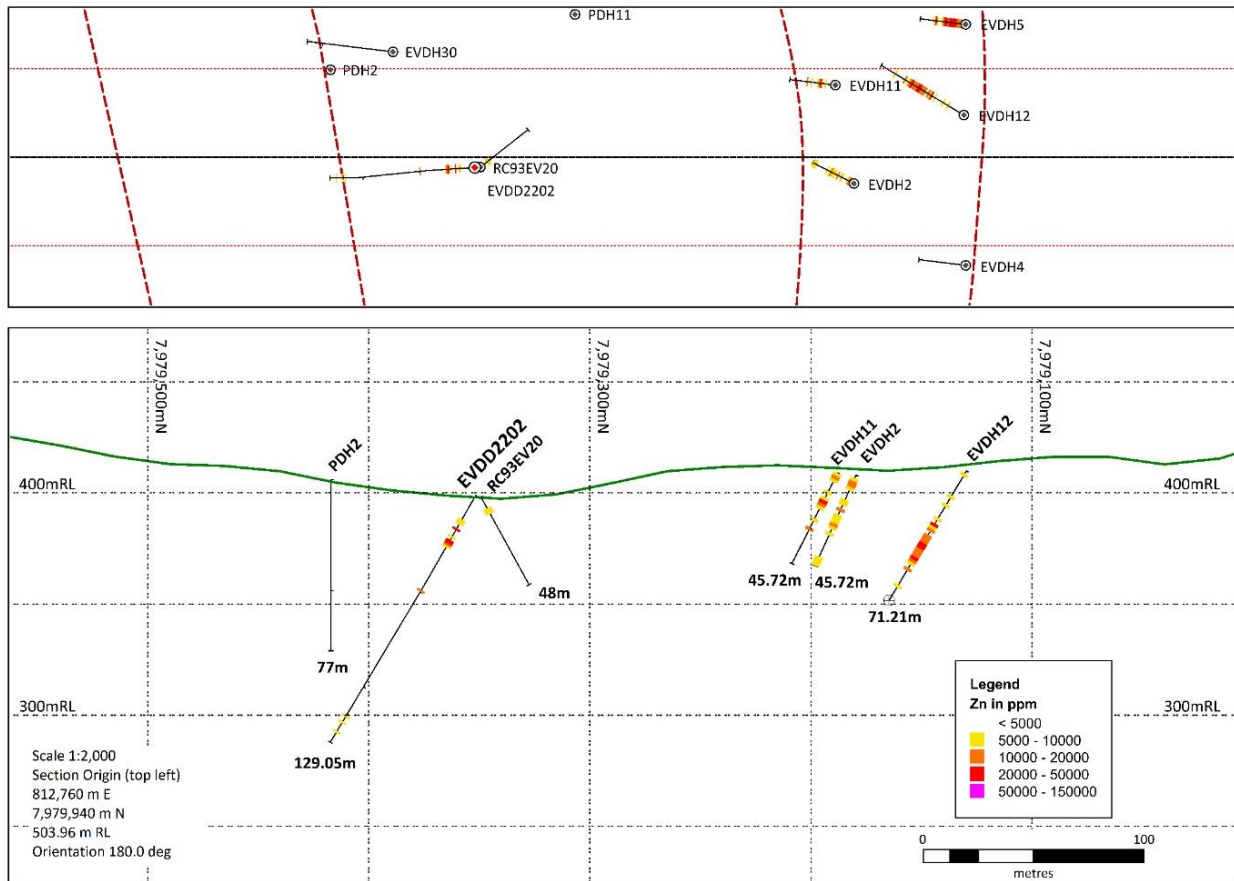 PDH11
EVDH5
EVDH30
PDH2
EVDH11
EVDH12
RC93EV20
EVDD2202
EVDH2
EVDH4
7,979,500mN
7,979,300mN
7,979,100mN
PDH2
EVDD2202
RC93EV20
EVDH11
EVDH2
EVDH12
400mRL
400mRL
48m
45.72m
45.72m
71.21m
77m
300mRL
300mRL
129.05m
Scale 1:2,000
Section Origin (top left)
812,760 m E
7,979,940 m N
503.96 m RL
Orientation 180.0 deg
Legend
Zn in ppm
< 5000
5000 - 10000
10000 - 20000
20000 - 50000
50000 - 150000
0 100
metres